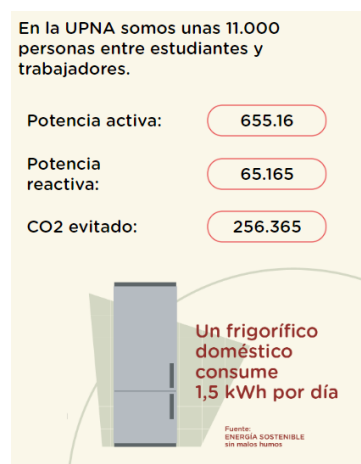 En la UPNA somos unas 11.000
personas entre estudiantes y
trabajadores.
Potencia activa:
655.16
Potencia
reactiva:
65.165
CO2 evitado:
256.365
Un frigorífico
doméstico
consume
1,5 kWh por día
Fuente:
ENERGÍA SOSTENIBLE
sin malos humos